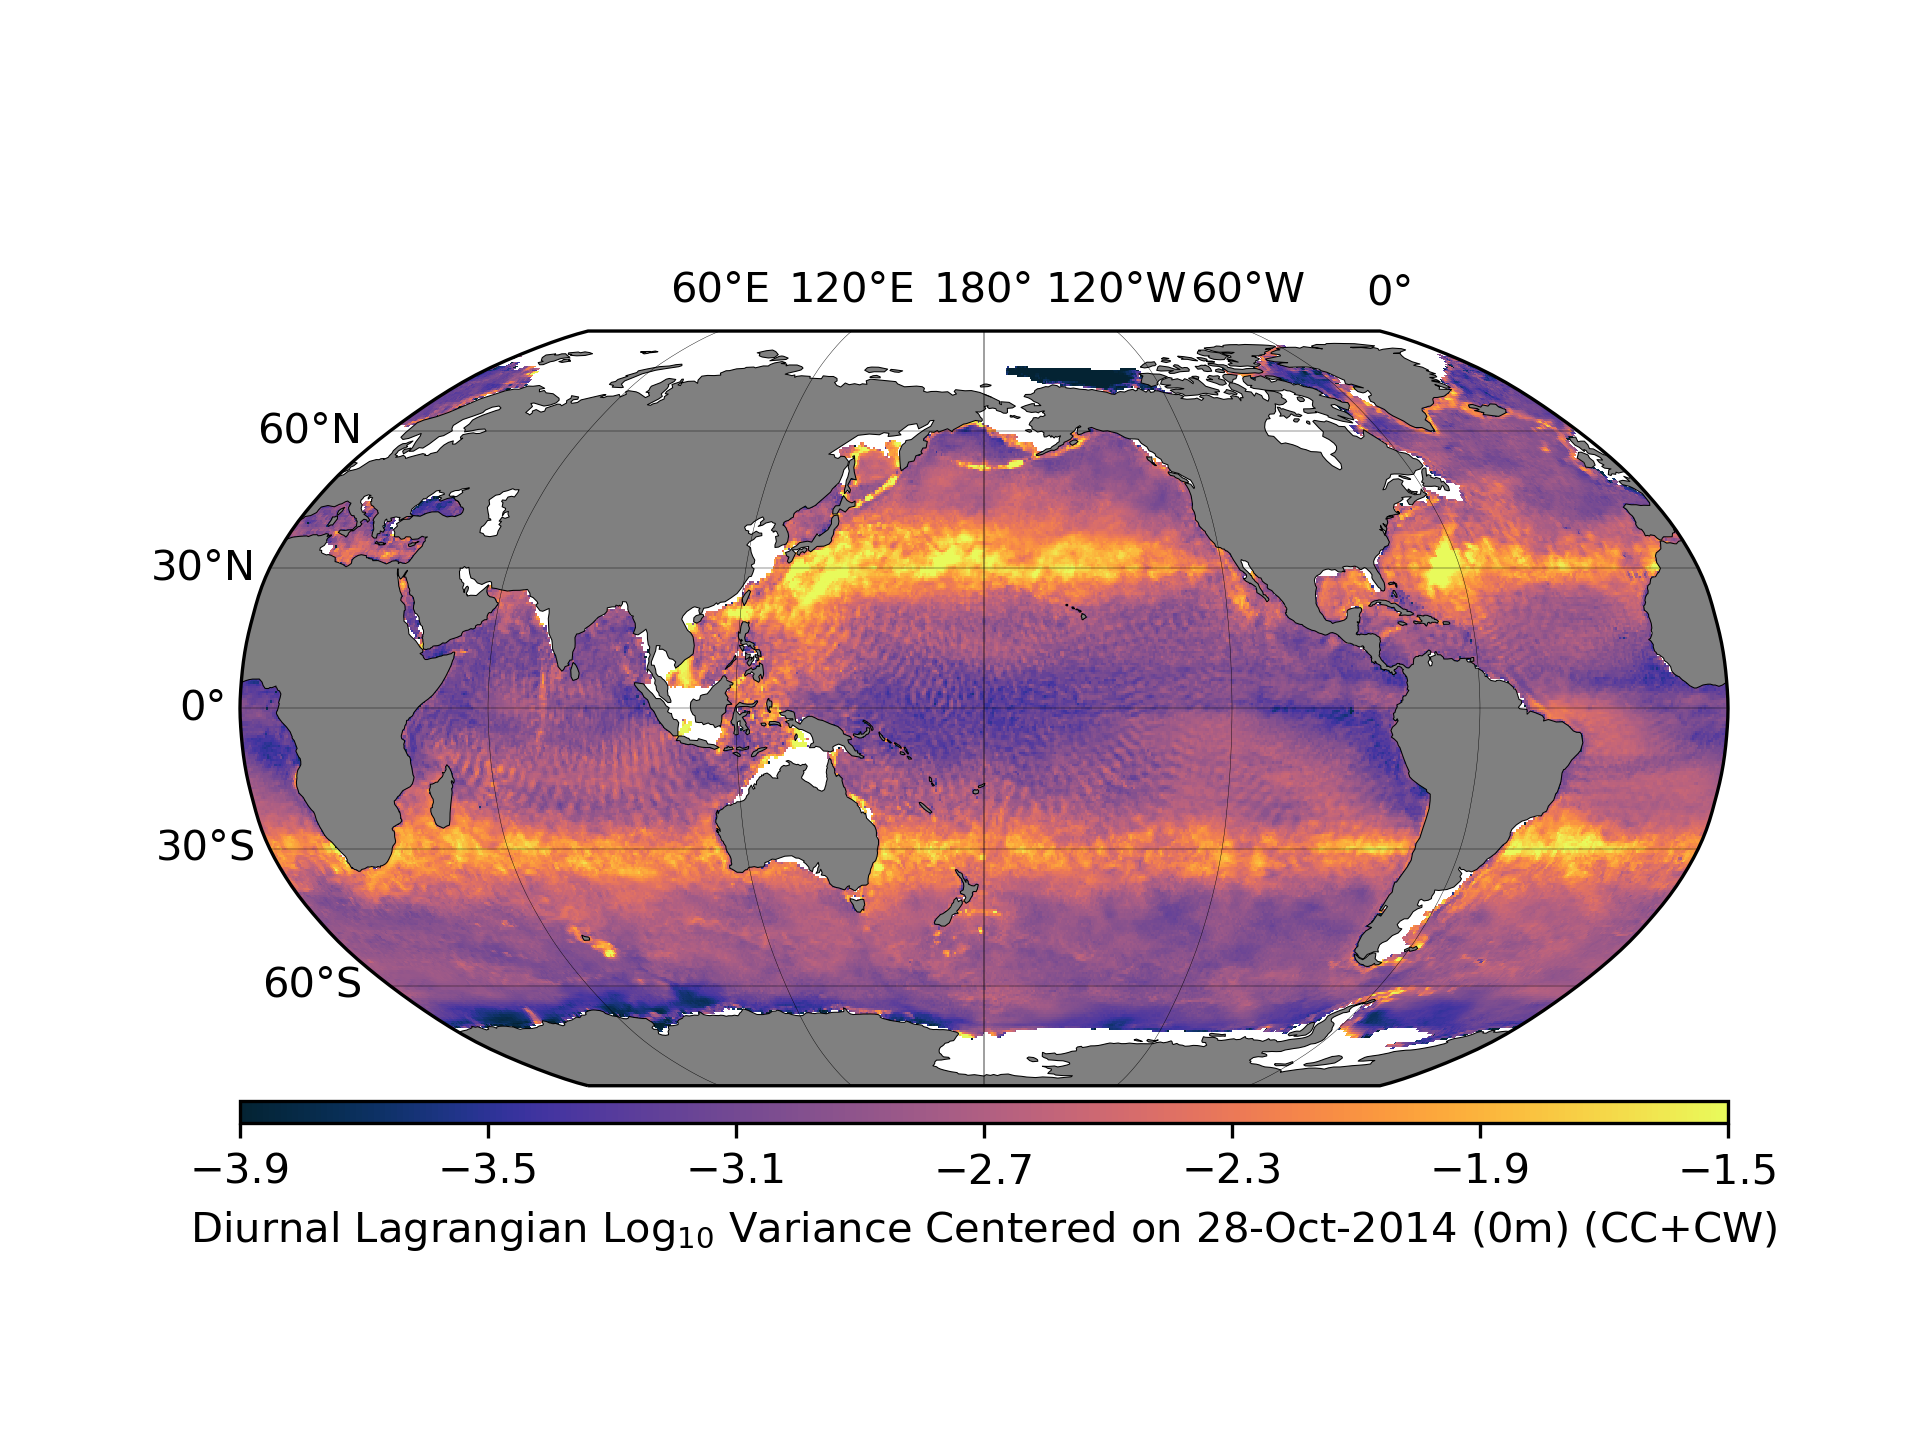 60°E 120°E 180° 120°W 60°W 0°
60°N
30°N
0°
30°S
60°S
−3.9 −3.5 −3.1 −2.7 −2.3 −1.9 −1.5
Diurnal Lagrangian Log₁₀ Variance Centered on 28-Oct-2014 (0m) (CC+CW)